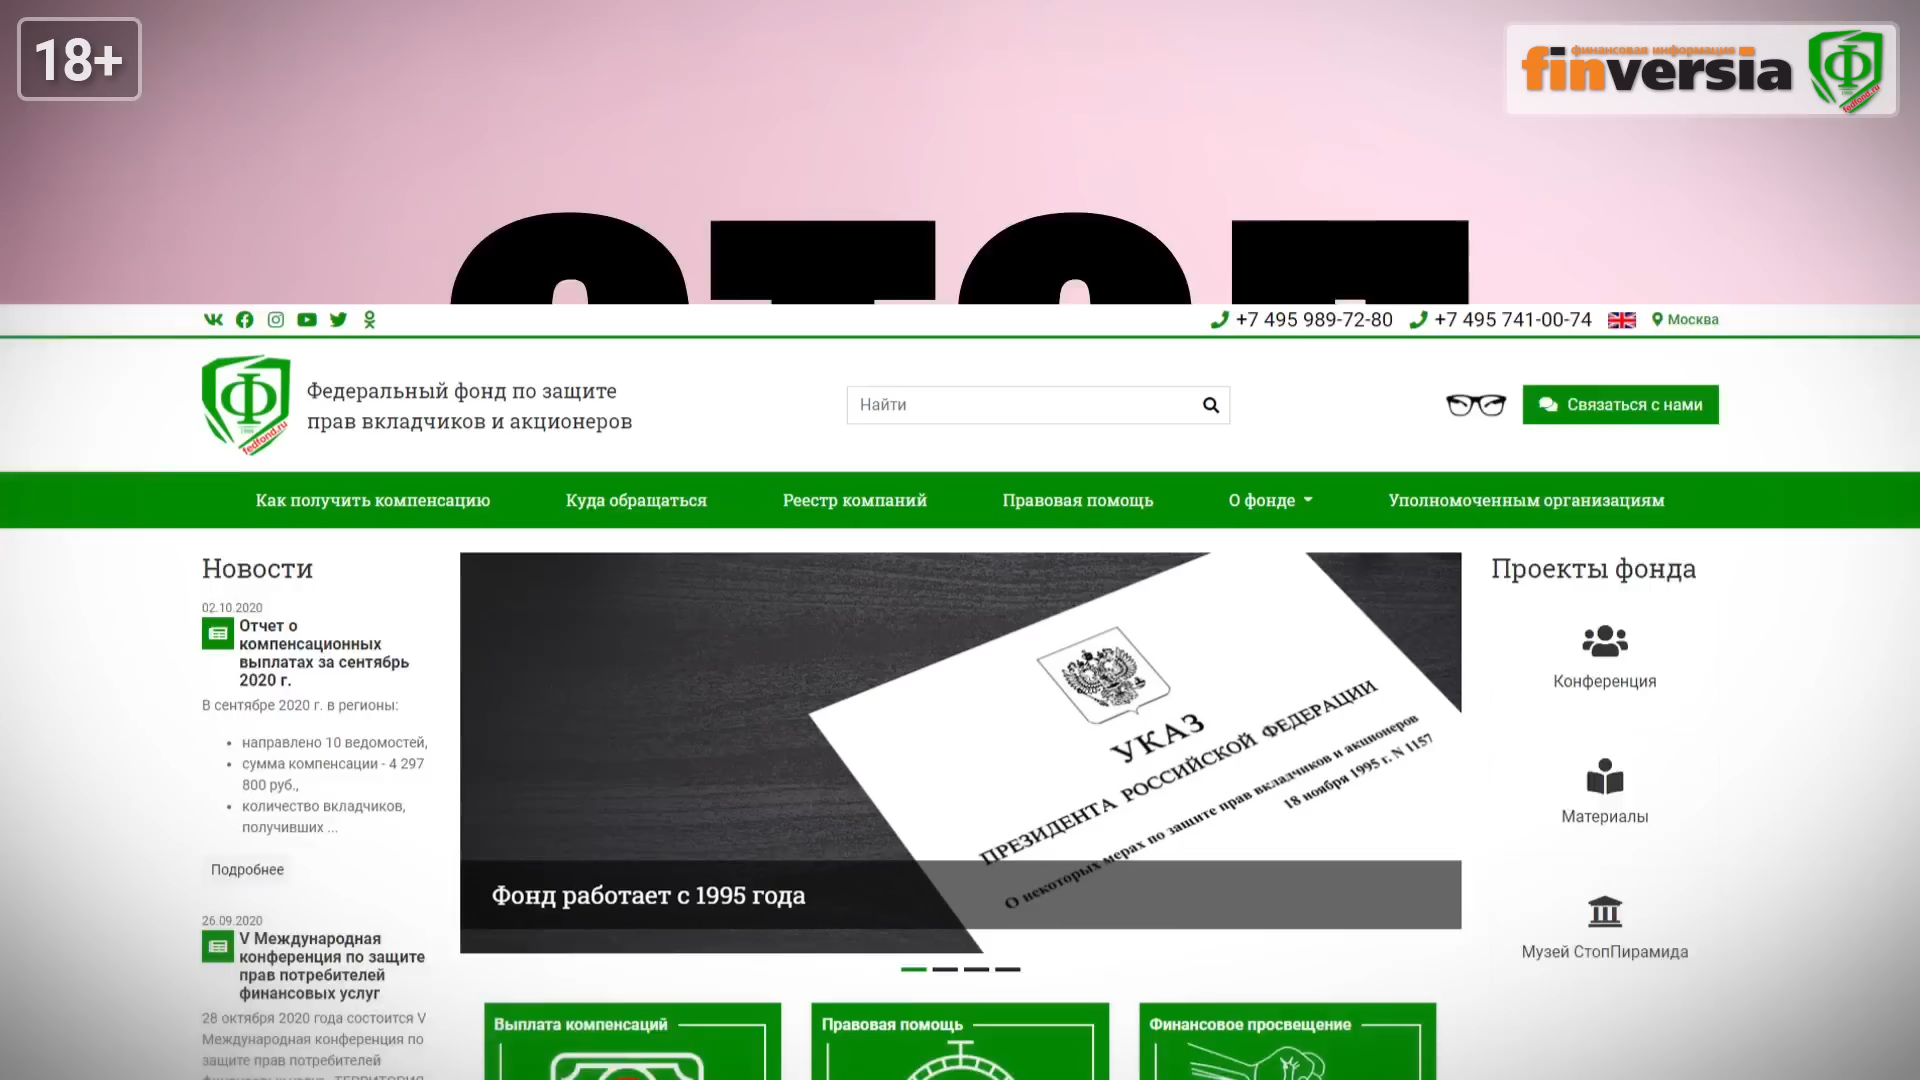 18+
финансовая информация
finversia
fedfond.ru
+7 495 989-72-80
+7 495 741-00-74
Москва
Федеральный фонд по защите
прав вкладчиков и акционеров
fedfond.ru
Найти
Связаться с нами
Как получить компенсацию
Куда обращаться
Реестр компаний
Правовая помощь
О фонде
Уполномоченным организациям
Новости
02.10.2020
Отчет о
компенсационных
выплатах за сентябрь
2020 г.
В сентябре 2020 г. в регионы:
направлено 10 ведомостей,
сумма компенсации - 4 297
800 руб.,
количество вкладчиков,
получивших ...
Подробнее
26.09.2020
V Международная
конференция по защите
прав потребителей
финансовых услуг
28 октября 2020 года состоится V
Международная конференция по
защите прав потребителей
УКАЗ
ПРЕЗИДЕНТА РОССИЙСКОЙ ФЕДЕРАЦИИ
О некоторых мерах по защите прав вкладчиков и акционеров
18 ноября 1995 г. N 1157
Фонд работает с 1995 года
Проекты фонда
Конференция
Материалы
Музей СтопПирамида
Выплата компенсаций
Правовая помощь
Финансовое просвещение